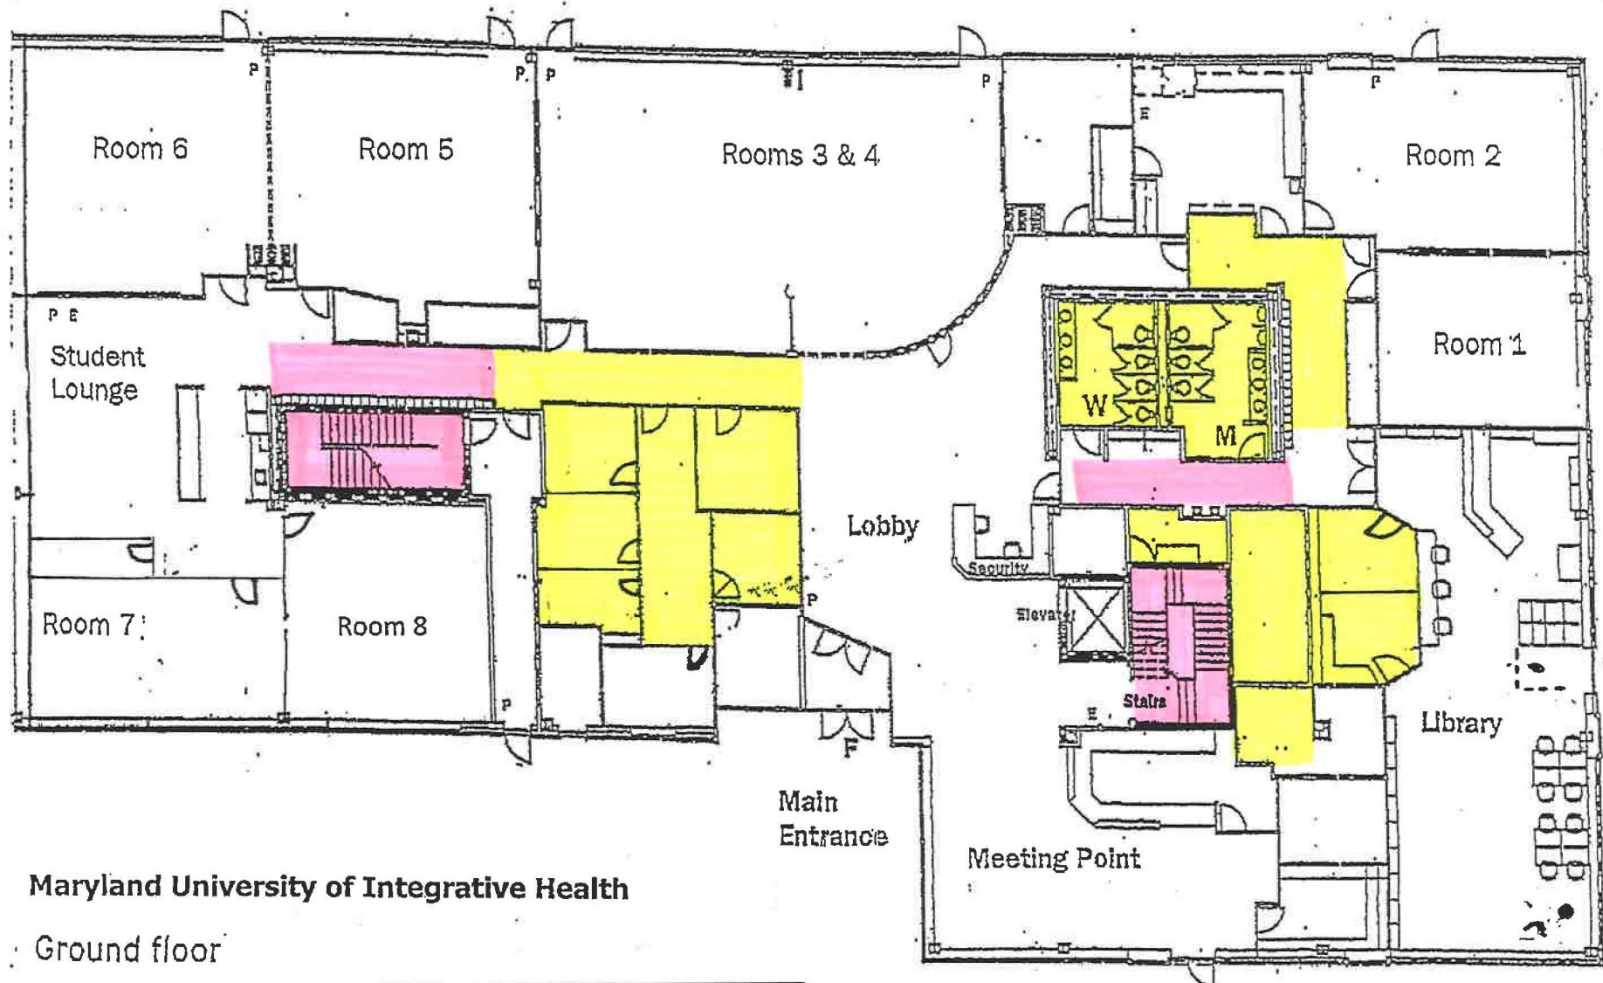 P
P.
P
P
P
E
Room 6
Room 5
Rooms 3 & 4
Room 2
P E
Student
Lounge
Room 1
W
M
Lobby
Security
Elevator
Room 7
Room 8
P
P
Stairs
E
Library
Main
Entrance
Meeting Point
Maryland University of Integrative Health
Ground floor